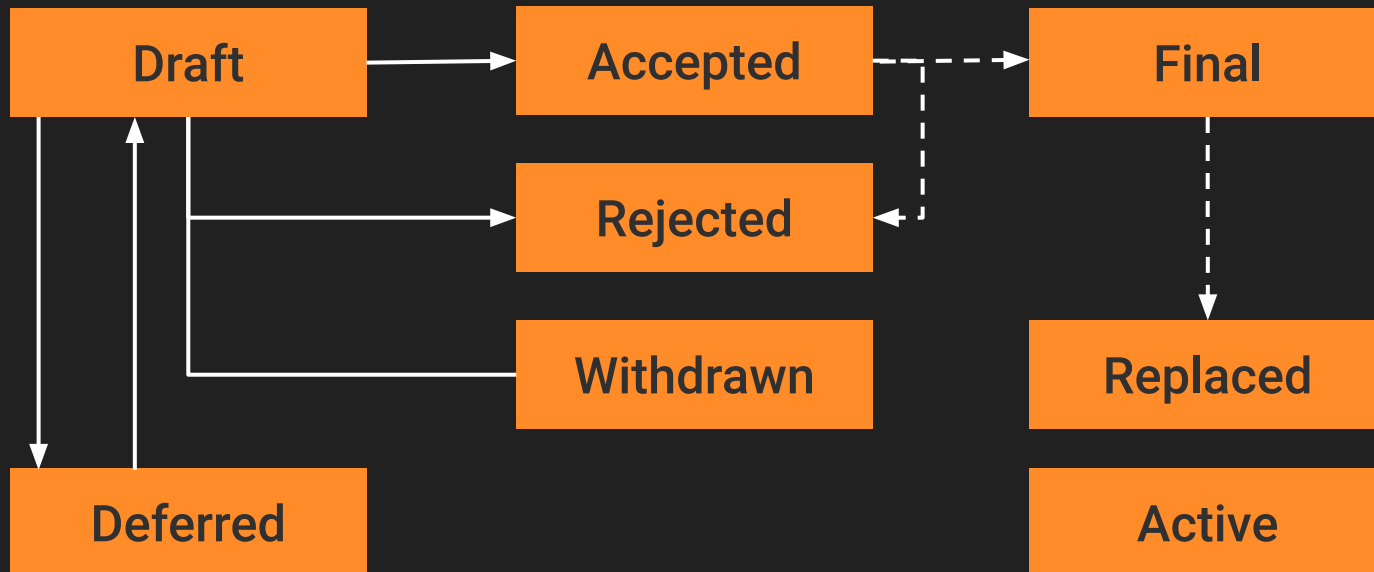 Draft
Accepted
Final
Rejected
Withdrawn
Replaced
Deferred
Active